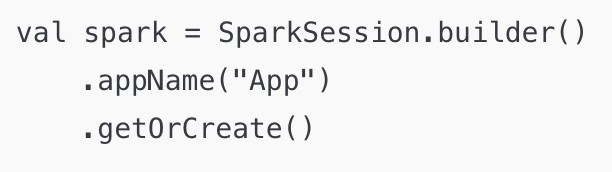 val spark = SparkSession.builder()
    .appName("App")
    .getOrCreate()